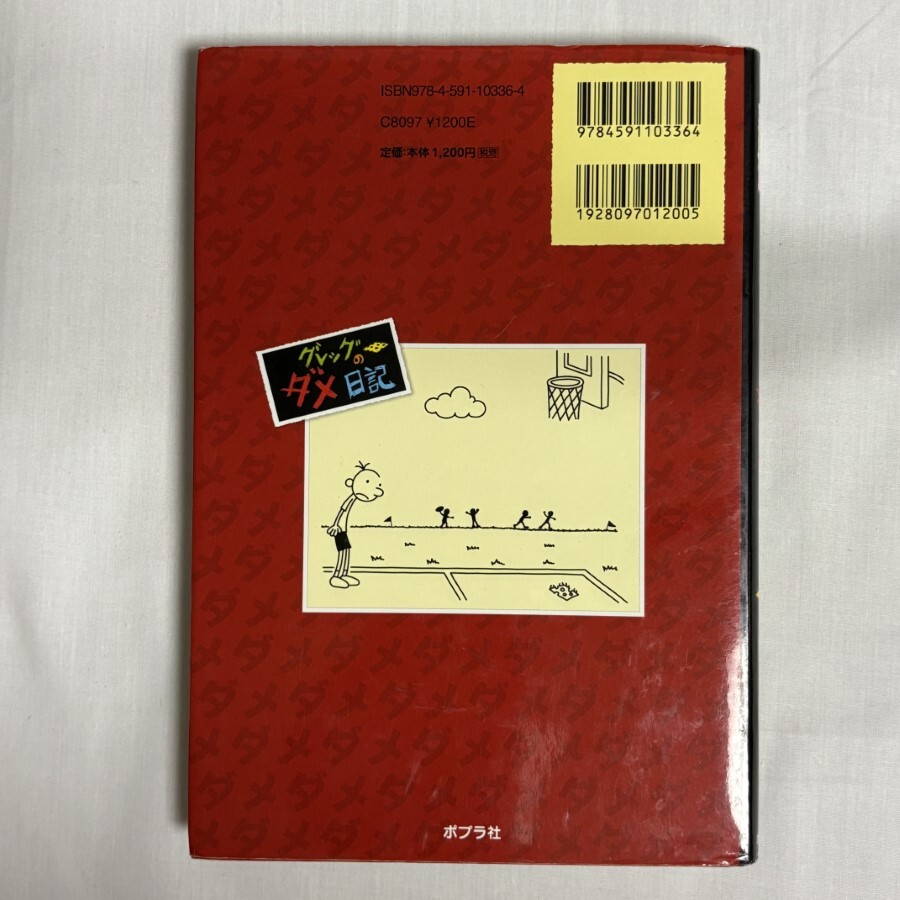 ISBN978-4-591-10336-4
C8097 ¥1200E
定価:本体1,200円(税別)
9784591103364
1928097012005
グレッグの
ダメ日記
ポプラ社